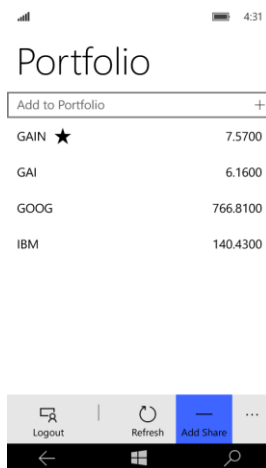 4:31
Portfolio
Add to Portfolio +
GAIN ★ 7.5700
GAI 6.1600
GOOG 766.8100
IBM 140.4300
Logout Refresh Add Share ...